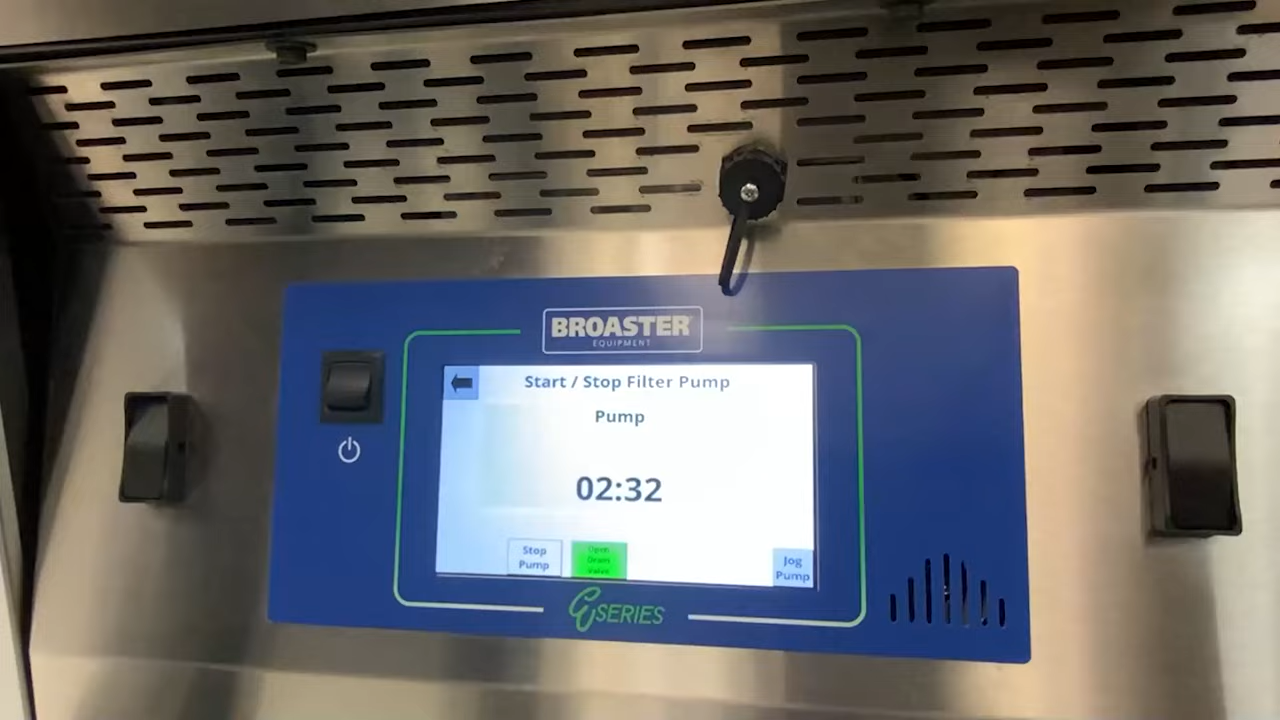 BROASTER
EQUIPMENT
Start / Stop Filter Pump
Pump
02:32
Stop
Pump
Open
Drain
Valve
Jog
Pump
E SERIES